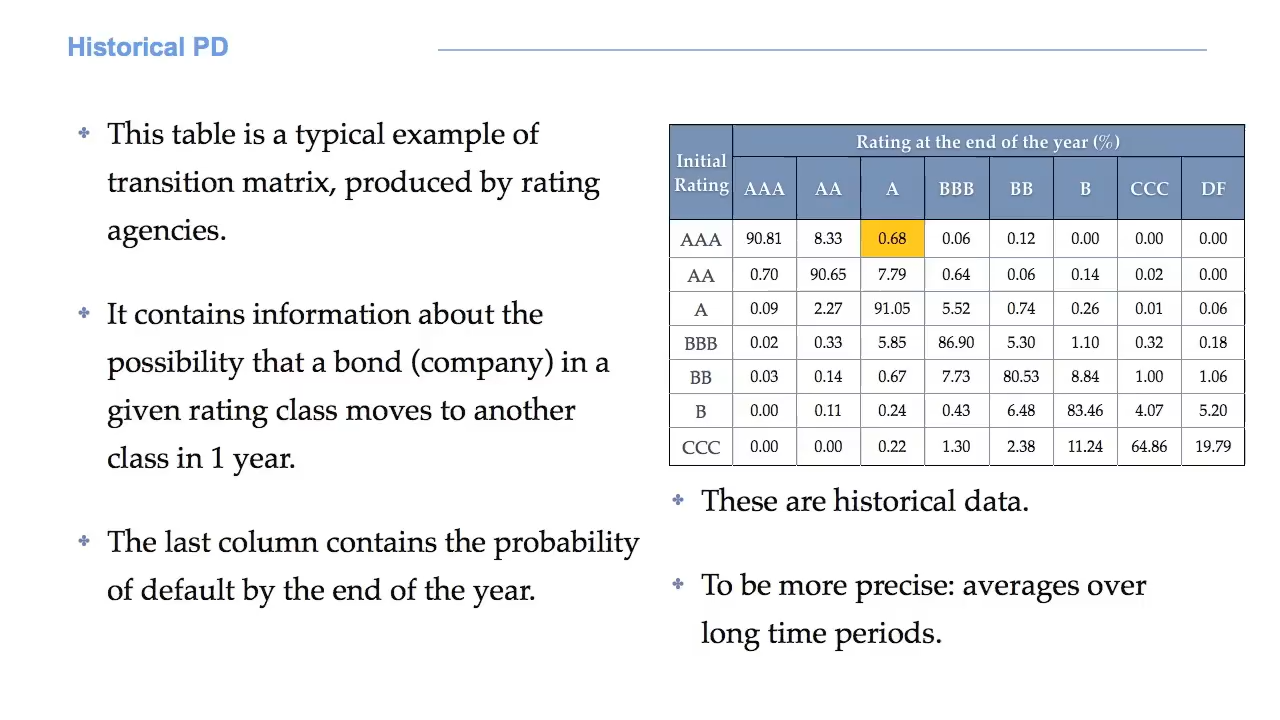 Historical PD
This table is a typical example of
transition matrix, produced by rating
agencies.
It contains information about the
possibility that a bond (company) in a
given rating class moves to another
class in 1 year.
The last column contains the probability
of default by the end of the year.
Initial Rating
Rating at the end of the year (%)
AAA AA A BBB BB B CCC DF
AAA 90.81 8.33 0.68 0.06 0.12 0.00 0.00 0.00
AA 0.70 90.65 7.79 0.64 0.06 0.14 0.02 0.00
A 0.09 2.27 91.05 5.52 0.74 0.26 0.01 0.06
BBB 0.02 0.33 5.85 86.90 5.30 1.10 0.32 0.18
BB 0.03 0.14 0.67 7.73 80.53 8.84 1.00 1.06
B 0.00 0.11 0.24 0.43 6.48 83.46 4.07 5.20
CCC 0.00 0.00 0.22 1.30 2.38 11.24 64.86 19.79
These are historical data.
To be more precise: averages over
long time periods.